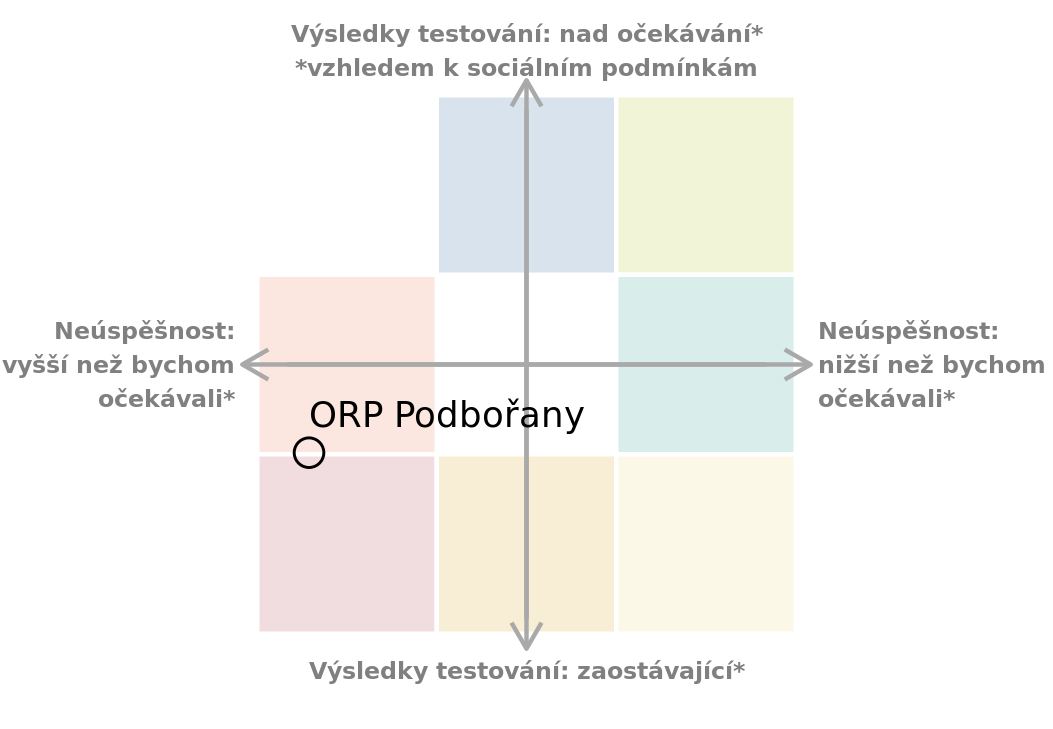 Výsledky testování: nad očekávání*
*vzhledem k sociálním podmínkám
Neúspěšnost:
vyšší než bychom
očekávali*
Neúspěšnost:
nižší než bychom
očekávali*
ORP Podbořany
Výsledky testování: zaostávající*